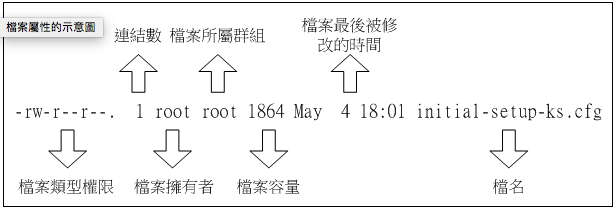 檔案屬性的示意圖
連結數 檔案所屬群組 檔案最後被修
改的時間
-rw-r--r--. 1 root root 1864 May 4 18:01 initial-setup-ks.cfg
檔案類型權限 檔案擁有者 檔案容量 檔名